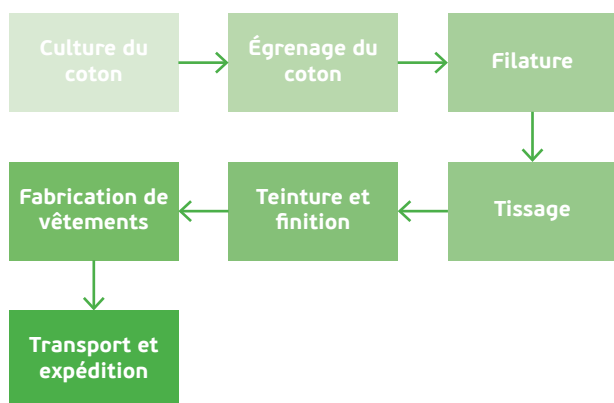 Culture du
coton
Égrenage du
coton
Filature
Tissage
Teinture et
finition
Fabrication de
vêtements
Transport et
expédition